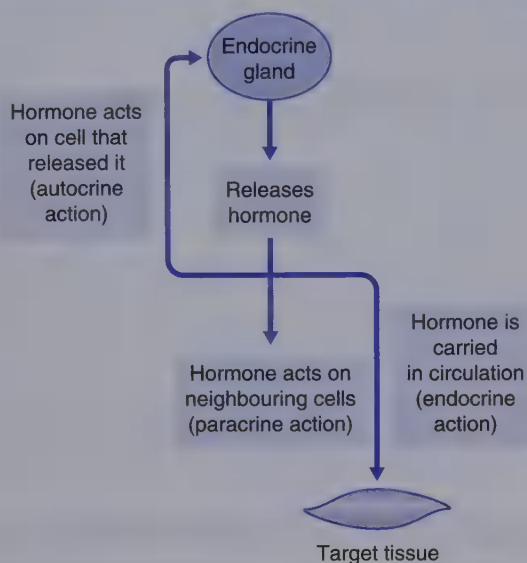 Endocrine
gland
Hormone acts
on cell that
released it
(autocrine
action)
Releases
hormone
Hormone acts on
neighbouring cells
(paracrine action)
Hormone is
carried
in circulation
(endocrine
action)
Target tissue